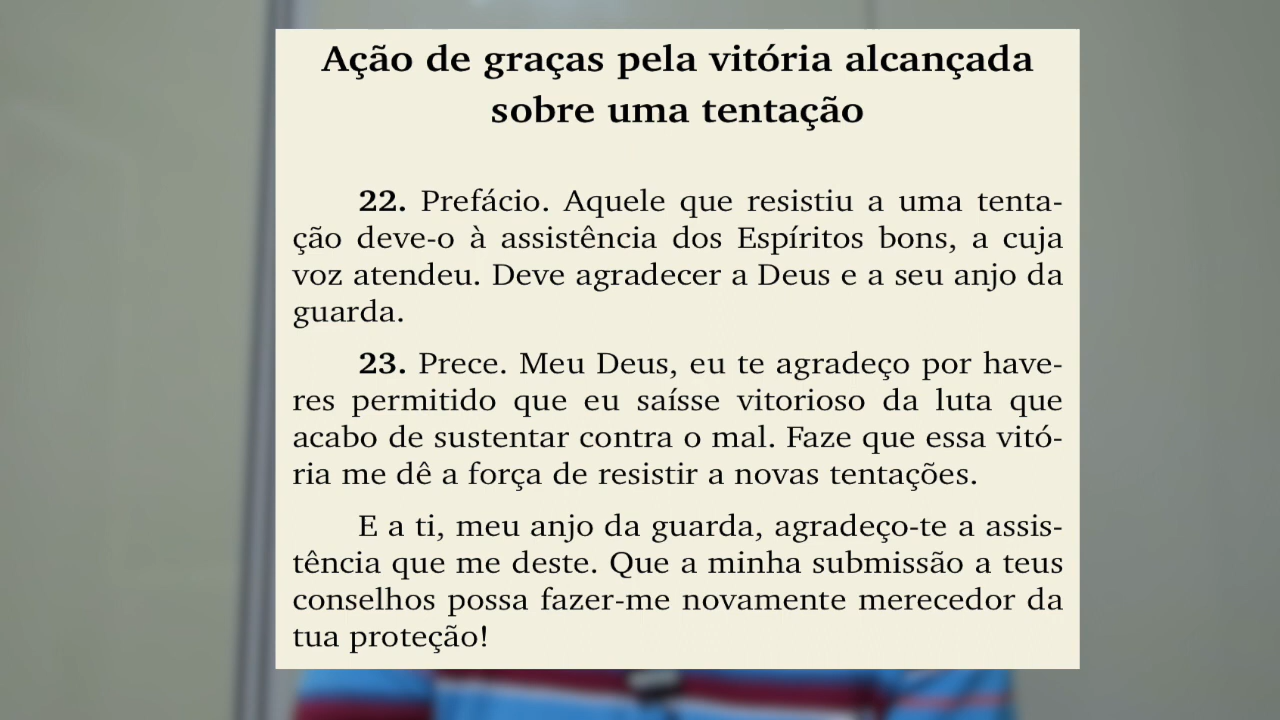 Ação de graças pela vitória alcançada
sobre uma tentação
22. Prefácio. Aquele que resistiu a uma tenta-
ção deve-o à assistência dos Espíritos bons, a cuja
voz atendeu. Deve agradecer a Deus e a seu anjo da
guarda.
23. Prece. Meu Deus, eu te agradeço por have-
res permitido que eu saísse vitorioso da luta que
acabo de sustentar contra o mal. Faze que essa vitó-
ria me dê a força de resistir a novas tentações.
E a ti, meu anjo da guarda, agradeço-te a assis-
tência que me deste. Que a minha submissão a teus
conselhos possa fazer-me novamente merecedor da
tua proteção!